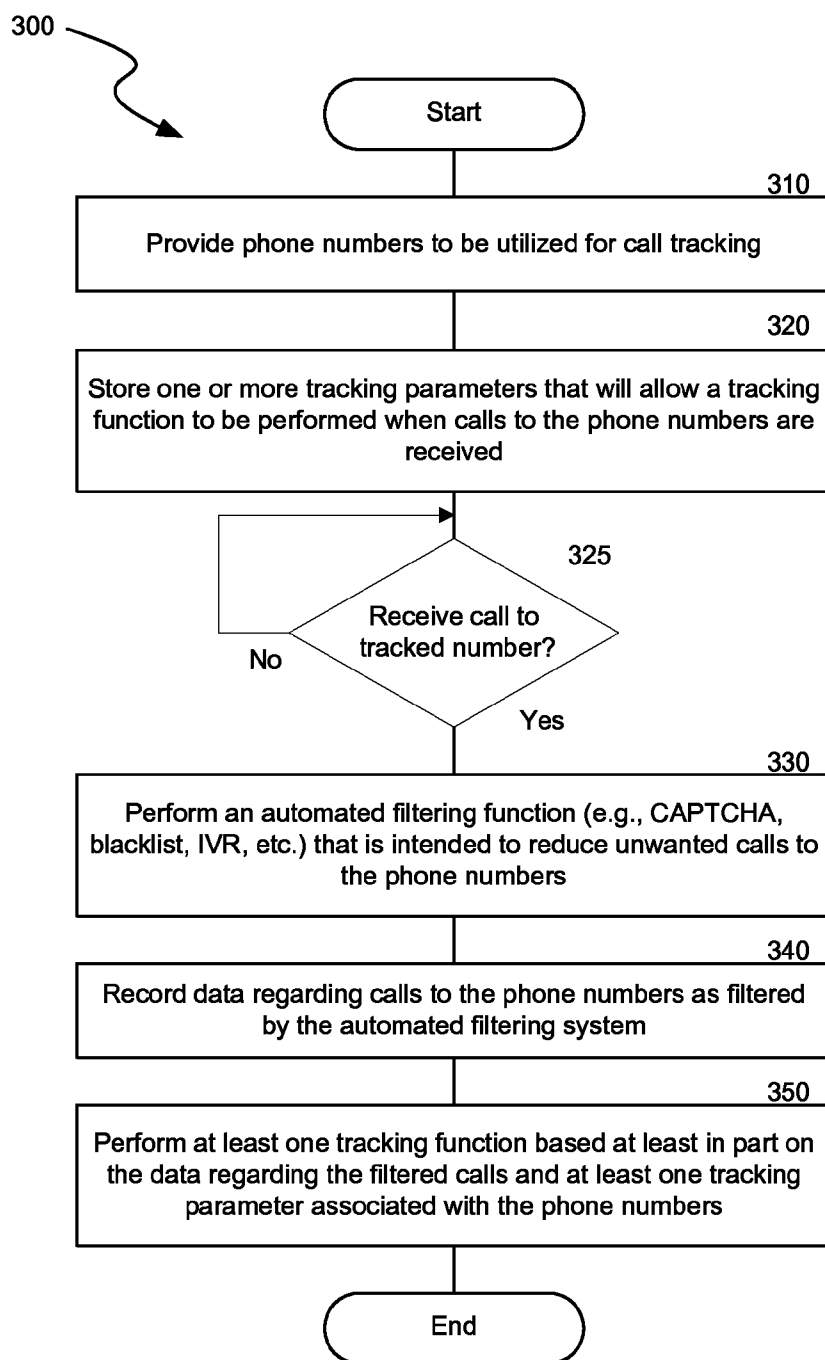 300
Start
310
Provide phone numbers to be utilized for call tracking
320
Store one or more tracking parameters that will allow a tracking
function to be performed when calls to the phone numbers are
received
325
Receive call to
tracked number?
No
Yes
330
Perform an automated filtering function (e.g., CAPTCHA,
blacklist, IVR, etc.) that is intended to reduce unwanted calls to
the phone numbers
340
Record data regarding calls to the phone numbers as filtered
by the automated filtering system
350
Perform at least one tracking function based at least in part on
the data regarding the filtered calls and at least one tracking
parameter associated with the phone numbers
End